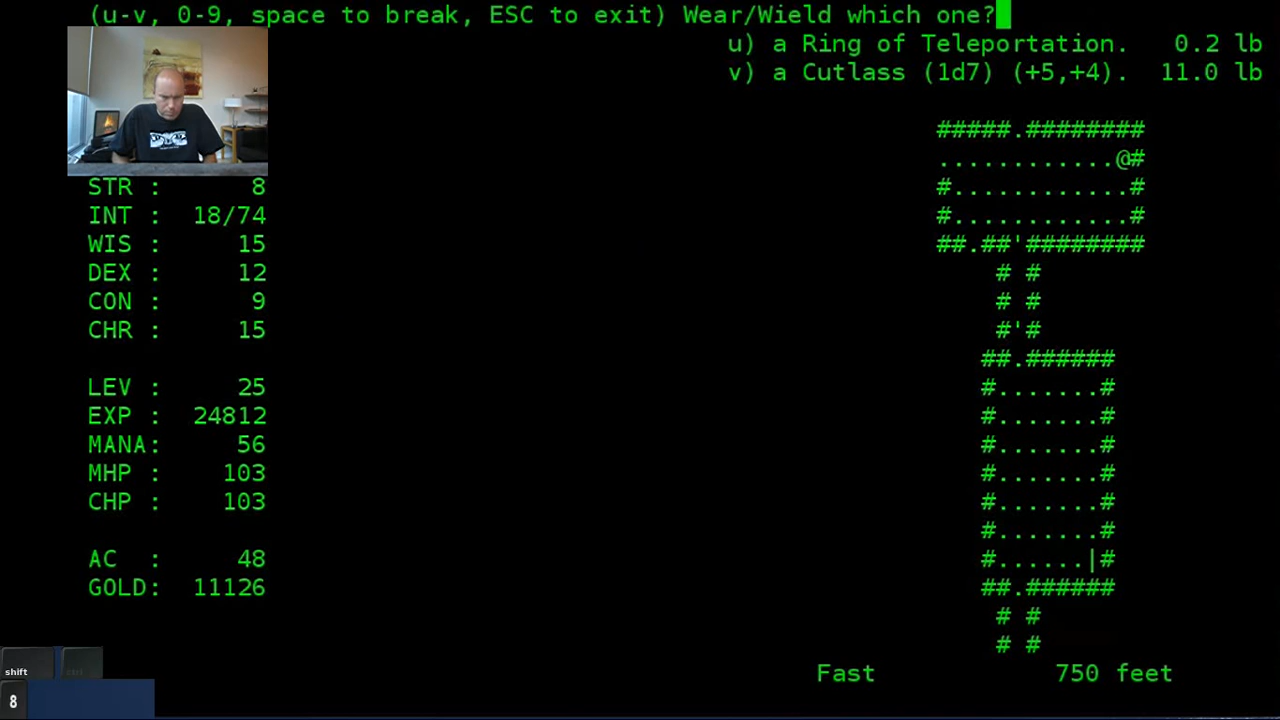 (u-v, 0-9, space to break, ESC to exit) Wear/Wield which one?
u) a Ring of Teleportation.   0.2 lb
v) a Cutlass (1d7) (+5,+4).  11.0 lb
#####.########
............@#
STR :        8
#............#
INT :    18/74
#............#
WIS :       15
##.##'########
DEX :       12
# #
CON :        9
# #
CHR :       15
#'#
##.######
LEV :       25
#.......#
EXP :    24812
#.......#
MANA:       56
#.......#
MHP :      103
#.......#
CHP :      103
#.......#
#.......#
AC  :       48
#......|#
GOLD:    11126
##.######
# #
# #
shift
Fast
750 feet
8